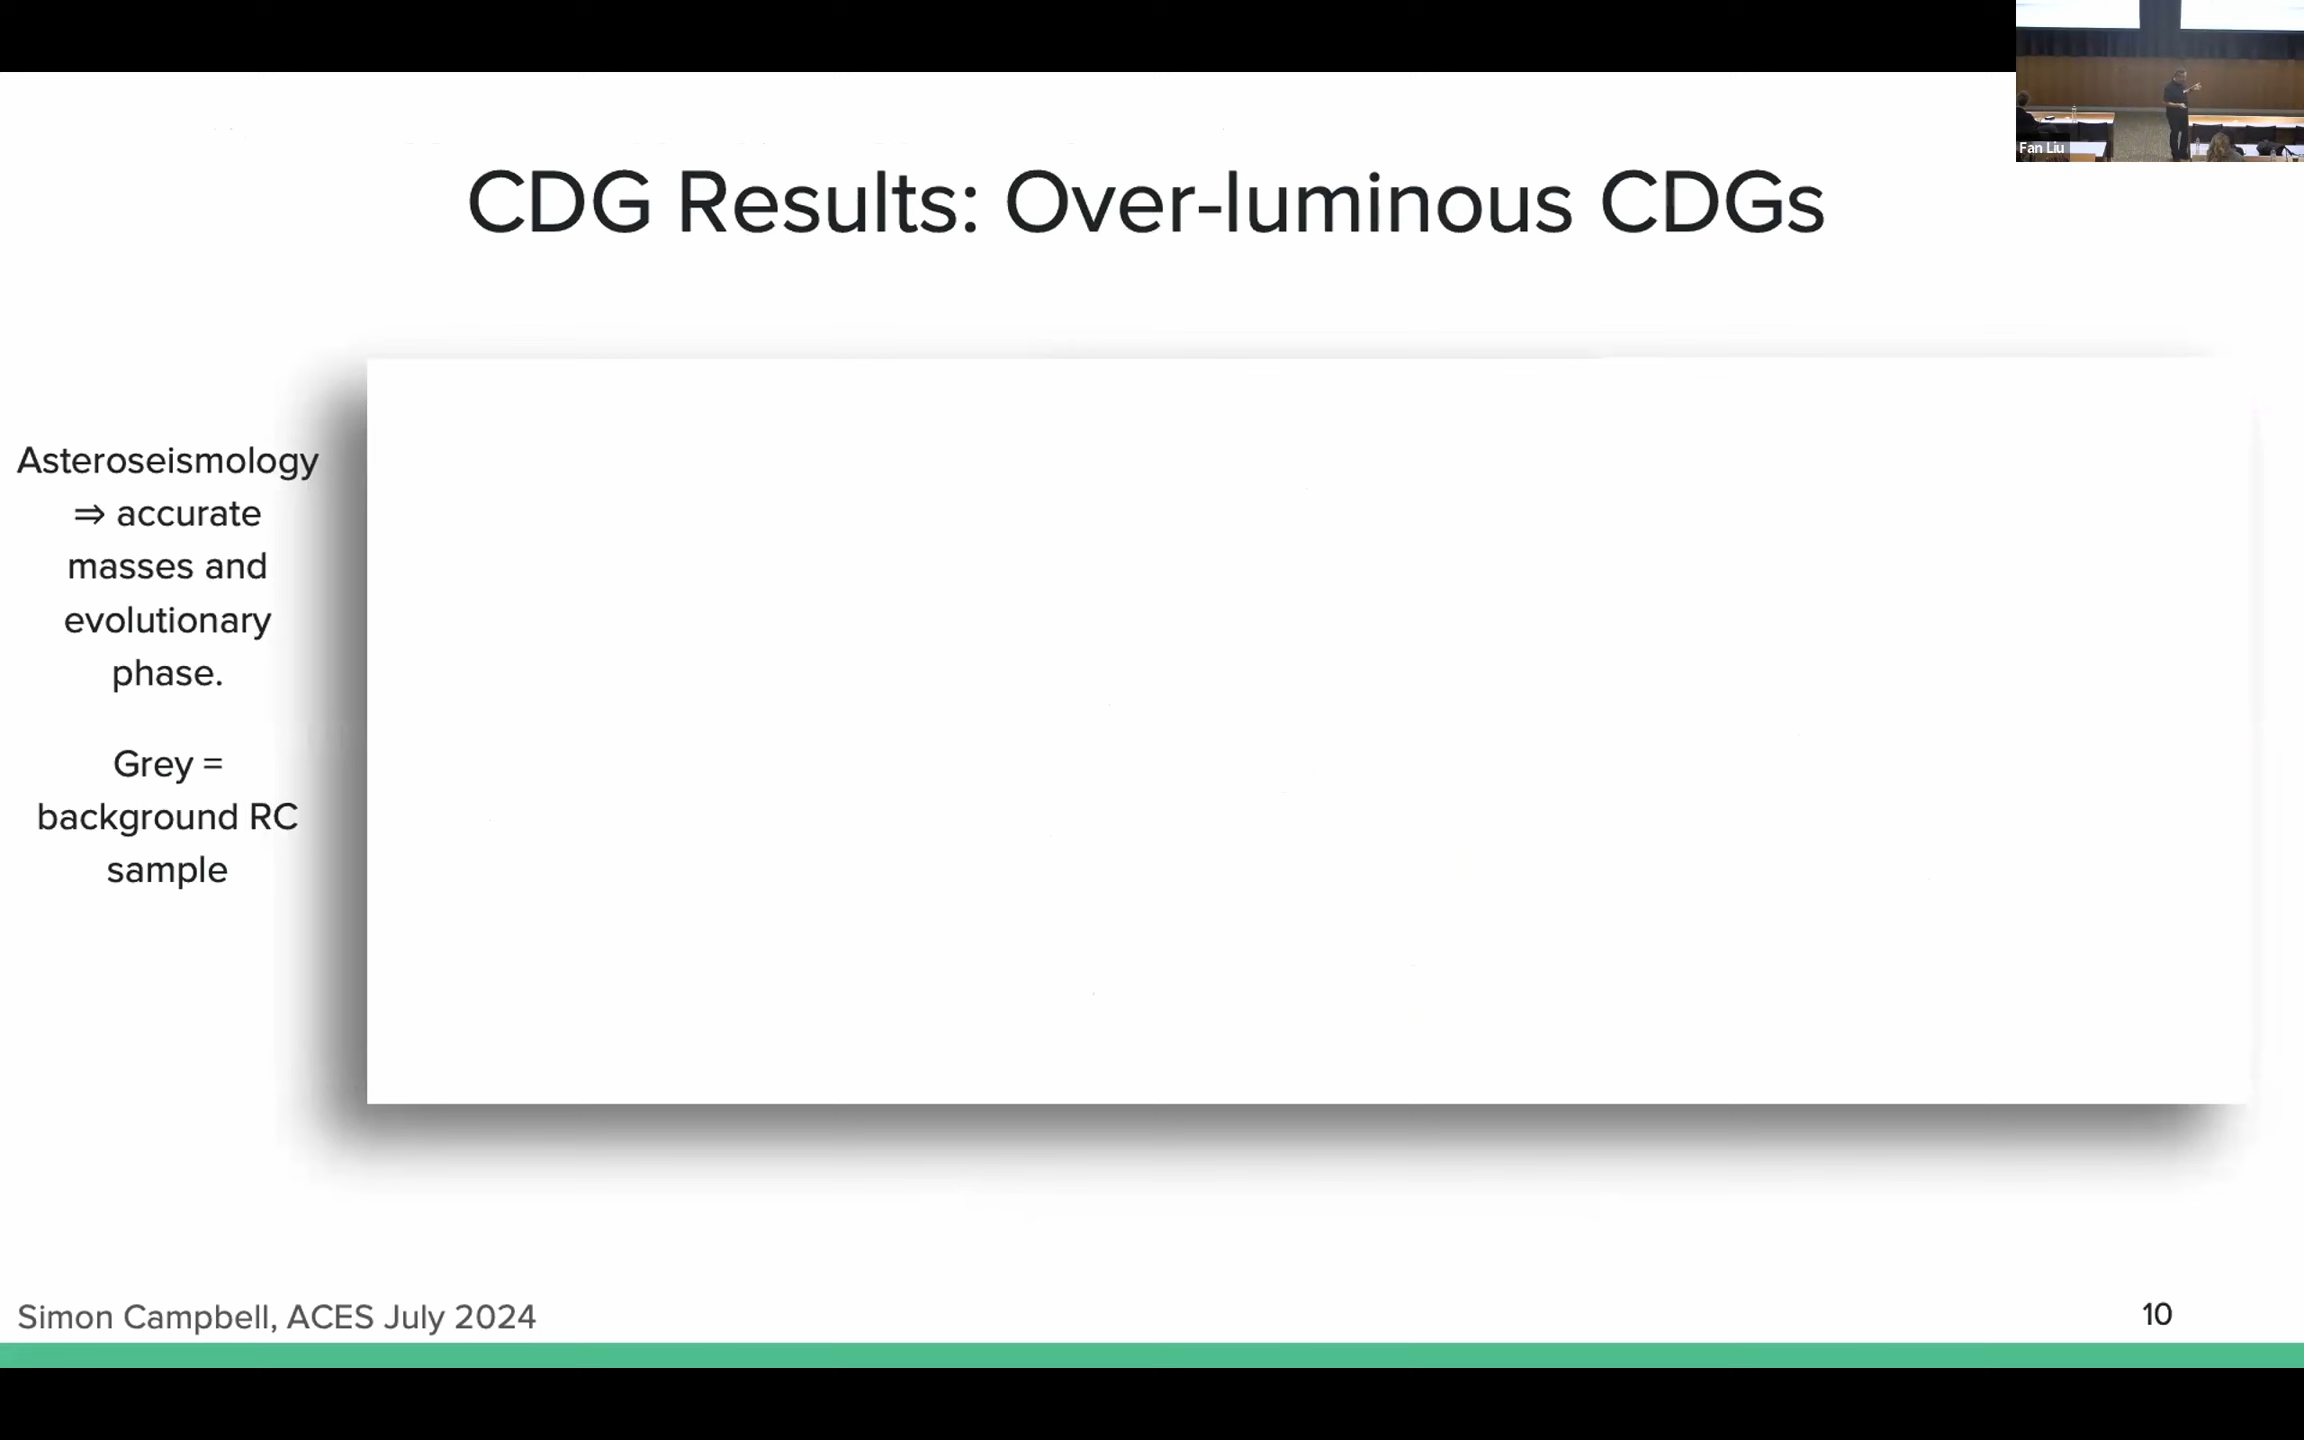 Fan Liu
CDG Results: Over-luminous CDGs
Asteroseismology
⇒ accurate
masses and
evolutionary
phase.
Grey =
background RC
sample
Simon Campbell, ACES July 2024
10